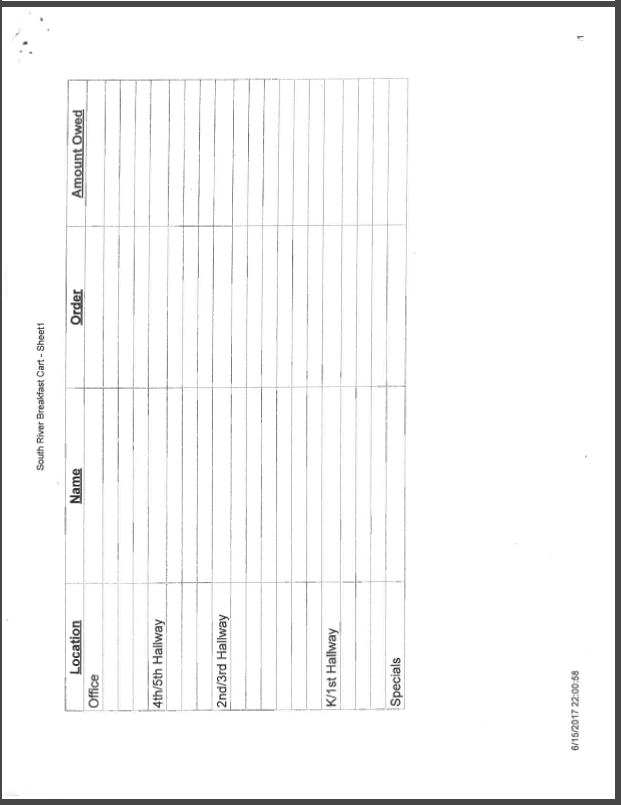 South River Breakfast Cart - Sheet1
Location Name Order Amount Owed
Office
4th/5th Hallway
2nd/3rd Hallway
K/1st Hallway
Specials
6/15/2017 22:00:58